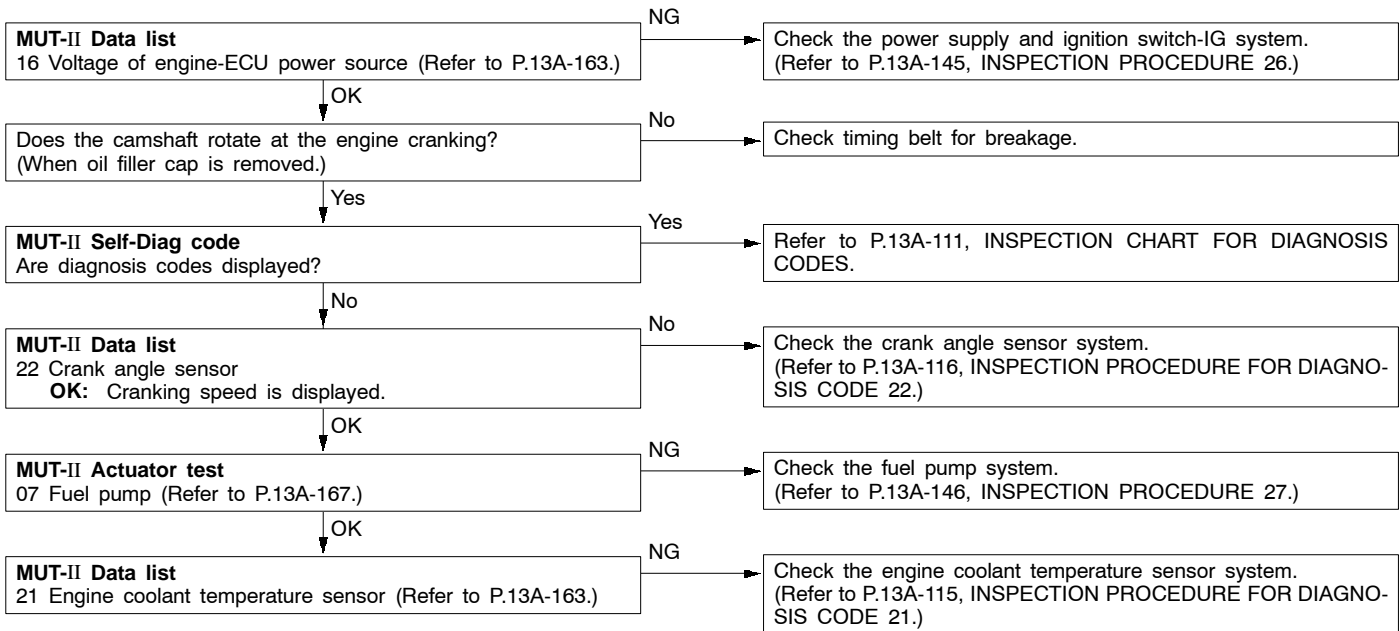 MUT-II Data list
16 Voltage of engine-ECU power source (Refer to P.13A-163.)
NG
Check the power supply and ignition switch-IG system.
(Refer to P.13A-145, INSPECTION PROCEDURE 26.)
OK
Does the camshaft rotate at the engine cranking?
(When oil filler cap is removed.)
No
Check timing belt for breakage.
Yes
MUT-II Self-Diag code
Are diagnosis codes displayed?
Yes
Refer to P.13A-111, INSPECTION CHART FOR DIAGNOSIS
CODES.
No
MUT-II Data list
22 Crank angle sensor
OK: Cranking speed is displayed.
No
Check the crank angle sensor system.
(Refer to P.13A-116, INSPECTION PROCEDURE FOR DIAGNO-
SIS CODE 22.)
OK
MUT-II Actuator test
07 Fuel pump (Refer to P.13A-167.)
NG
Check the fuel pump system.
(Refer to P.13A-146, INSPECTION PROCEDURE 27.)
OK
MUT-II Data list
21 Engine coolant temperature sensor (Refer to P.13A-163.)
NG
Check the engine coolant temperature sensor system.
(Refer to P.13A-115, INSPECTION PROCEDURE FOR DIAGNO-
SIS CODE 21.)